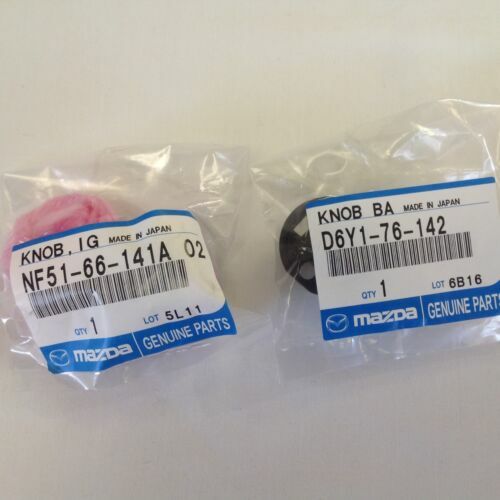 KNOB, IG MADE IN JAPAN
NF51-66-141A 02
QTY 1 LOT 5L11
mazda GENUINE PARTS
KNOB BA MADE IN JAPAN
D6Y1-76-142
QTY 1 LOT 6B16
mazda GENUINE PARTS